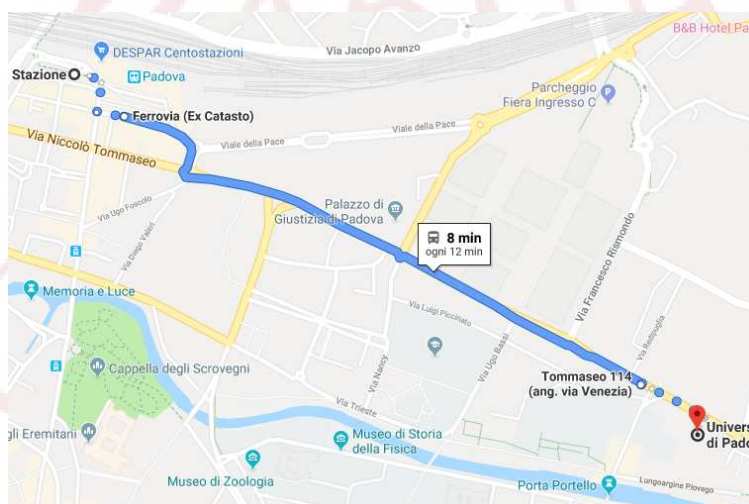 B&B Hotel Pa
Via Jacopo Avanzo
DESPAR Centostazioni
Stazione
Padova
Parcheggio
Fiera Ingresso C
P
Ferrovia (Ex Catasto)
Via Niccolò Tommaseo
Viale della Pace
Viale della Pace
Via Ugo Foscolo
Palazzo di
Giustizia di Padova
8 min
ogni 12 min
Via Diego Valeri
Via Francesco Rismondo
Memoria e Luce
Via Luigi Piccinato
Via Redipuglia
Via Ugo Bassi
Via Nancy
Cappella degli Scrovegni
Tommaseo 114
(ang. via Venezia)
Via Trieste
Univers
di Pado
gli Eremitani
Museo di Storia
della Fisica
Museo di Zoologia
Porta Portello
Lungoargine Piovego